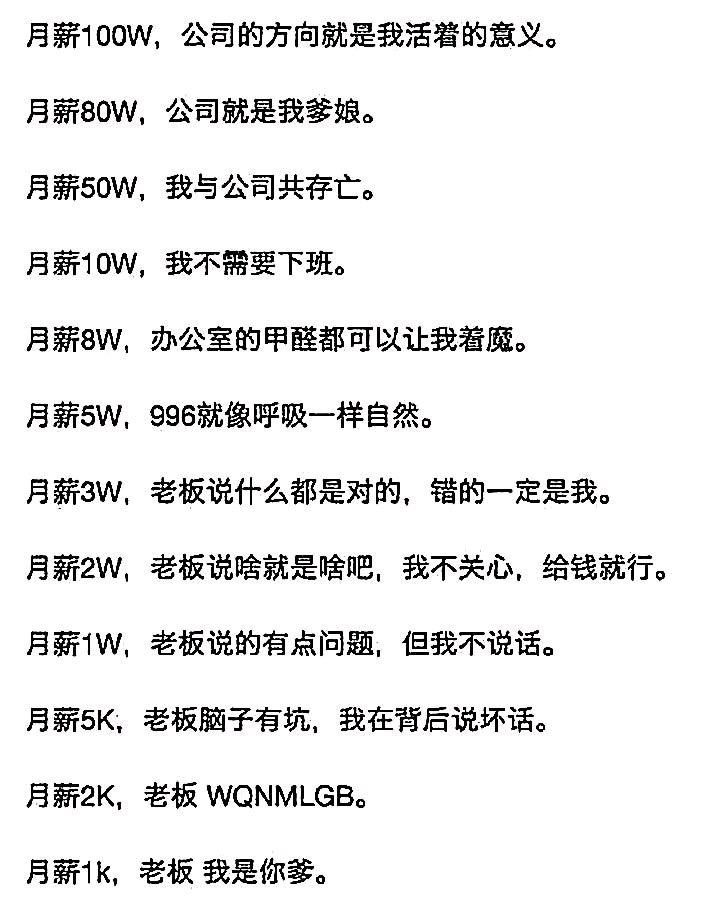 月薪100W，公司的方向就是我活着的意义。
月薪80W，公司就是我爹娘。
月薪50W，我与公司共存亡。
月薪10W，我不需要下班。
月薪8W，办公室的甲醛都可以让我着魔。
月薪5W，996就像呼吸一样自然。
月薪3W，老板说什么都是对的，错的一定是我。
月薪2W，老板说啥就是啥吧，我不关心，给钱就行。
月薪1W，老板说的有点问题，但我不说话。
月薪5K，老板脑子有坑，我在背后说坏话。
月薪2K，老板 WQNMLGB。
月薪1k，老板 我是你爹。